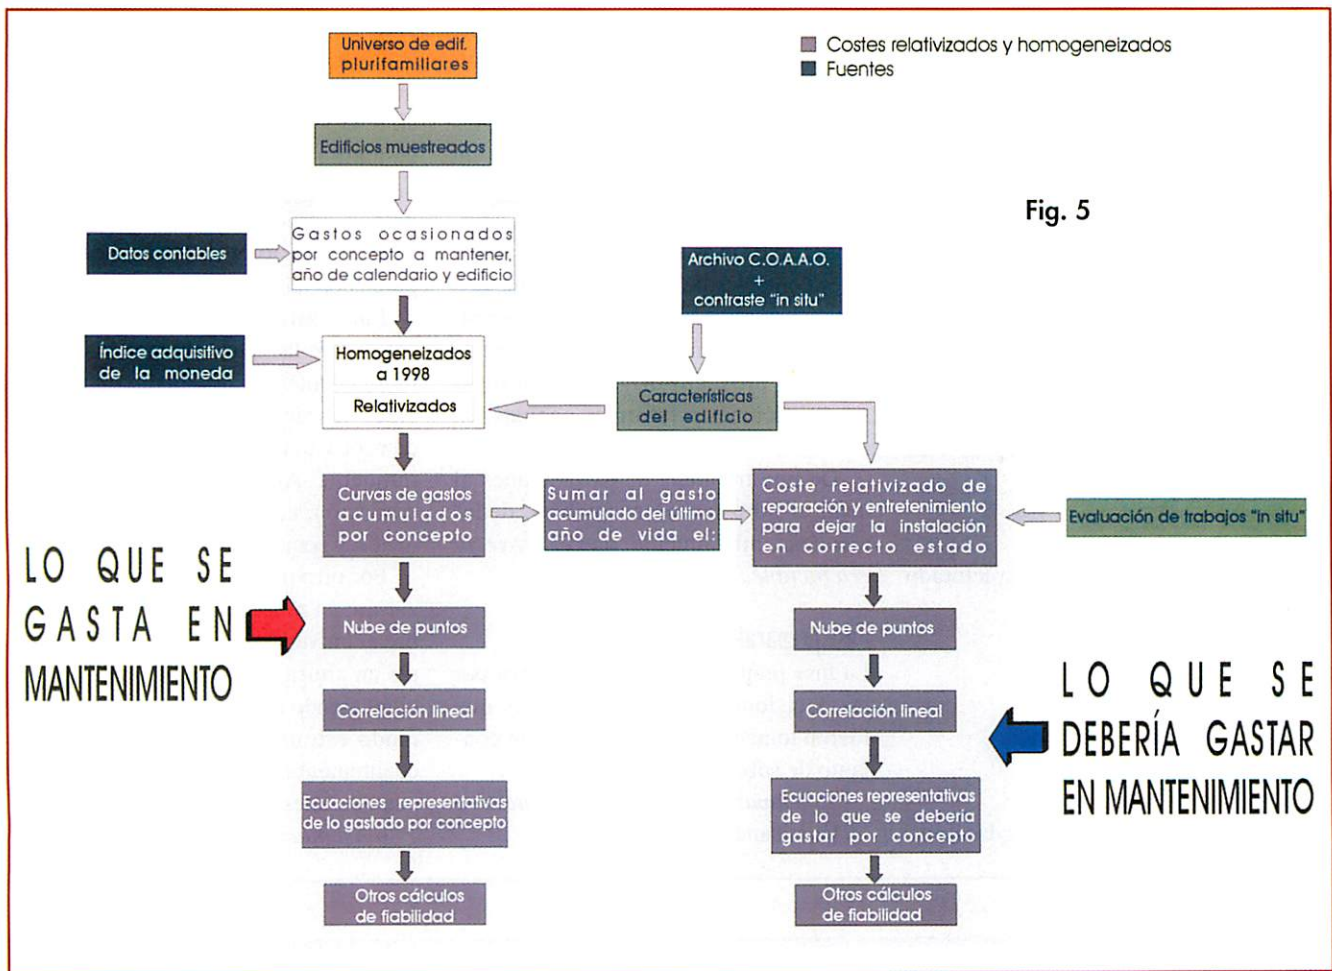 Universo de edif.
plurifamiliares
Costes relativizados y homogeneizados
Fuentes
Edificios muestreados
Fig. 5
Datos contables
Gastos ocasionados
por concepto a mantener,
año de calendario y edificio
Archivo C.O.A.A.O.
+
contraste "in situ"
Índice adquisitivo
de la moneda
Homogeneizados
a 1998
Relativizados
Características
del edificio
Curvas de gastos
acumulados
por concepto
Sumar al gasto
acumulado del último
año de vida el:
Coste relativizado de
reparación y entretenimiento
para dejar la instalación
en correcto estado
Evaluación de trabajos "in situ"
LO QUE SE
GASTA EN
MANTENIMIENTO
Nube de puntos
Nube de puntos
Correlación lineal
Correlación lineal
LO QUE SE
DEBERÍA GASTAR
EN MANTENIMIENTO
Ecuaciones representativas
de lo gastado por concepto
Ecuaciones representativas
de lo que se debería
gastar por concepto
Otros cálculos
de fiabilidad
Otros cálculos
de fiabilidad